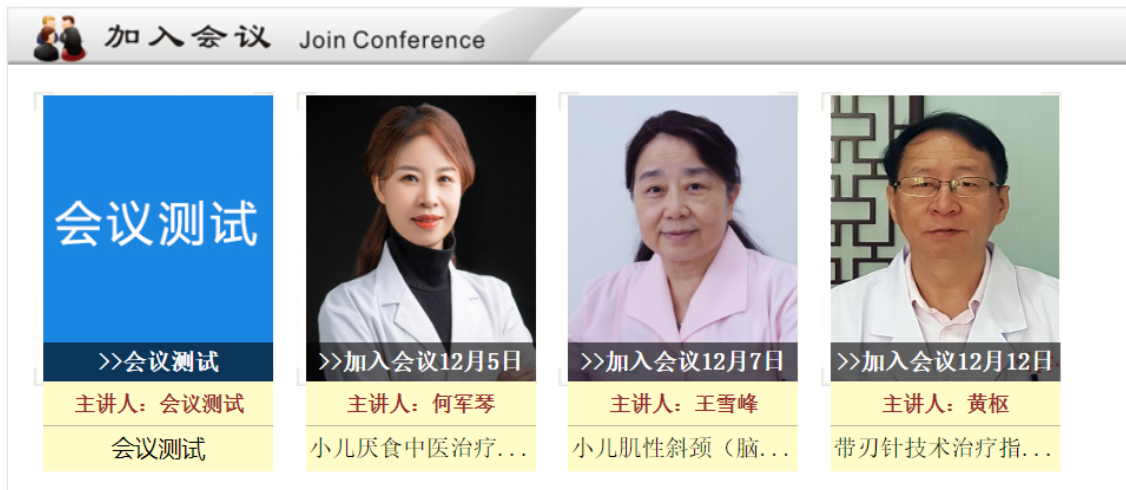 加入会议 Join Conference
会议测试
>>会议测试
主讲人：会议测试
会议测试
>>加入会议12月5日
主讲人：何军琴
小儿厌食中医治疗...
>>加入会议12月7日
主讲人：王雪峰
小儿肌性斜颈（脑...
>>加入会议12月12日
主讲人：黄枢
带刃针技术治疗指...